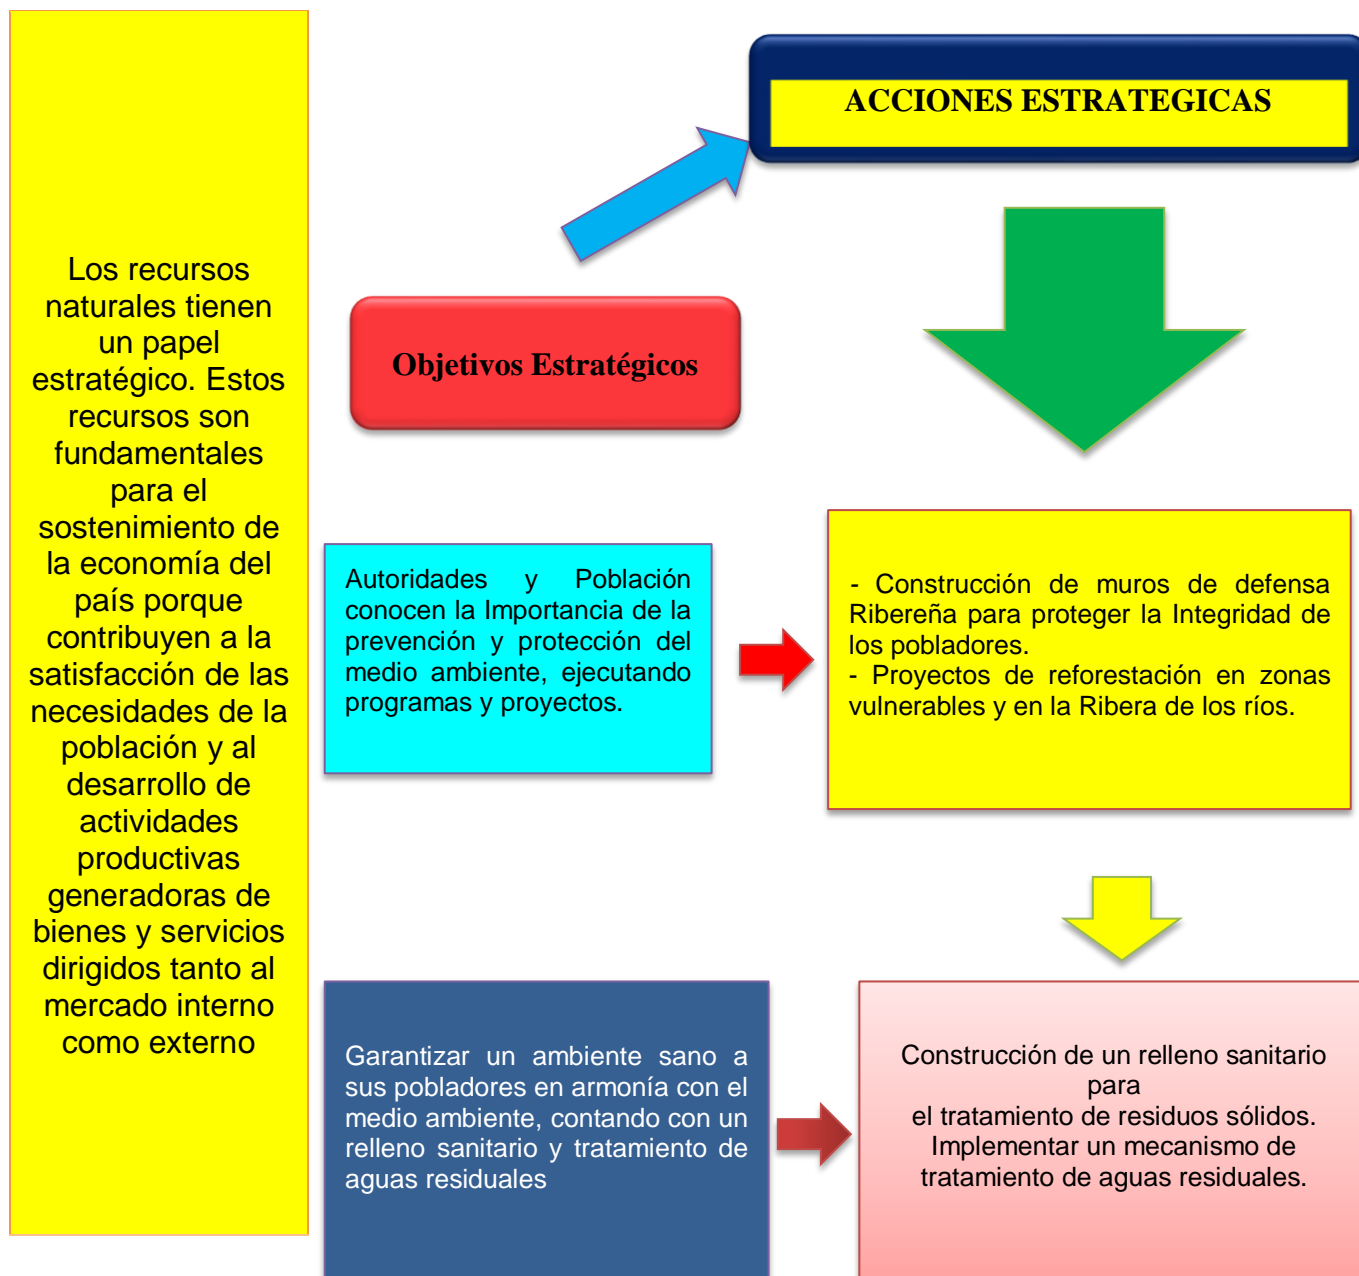 Los recursos
naturales tienen
un papel
estratégico. Estos
recursos son
fundamentales
para el
sostenimiento de
la economía del
país porque
contribuyen a la
satisfacción de las
necesidades de la
población y al
desarrollo de
actividades
productivas
generadoras de
bienes y servicios
dirigidos tanto al
mercado interno
como externo
ACCIONES ESTRATEGICAS
Objetivos Estratégicos
Autoridades y Población
conocen la Importancia de la
prevención y protección del
medio ambiente, ejecutando
programas y proyectos.
- Construcción de muros de defensa
Ribereña para proteger la Integridad de
los pobladores.
- Proyectos de reforestación en zonas
vulnerables y en la Ribera de los ríos.
Garantizar un ambiente sano a
sus pobladores en armonía con el
medio ambiente, contando con un
relleno sanitario y tratamiento de
aguas residuales
Construcción de un relleno sanitario
para
el tratamiento de residuos sólidos.
Implementar un mecanismo de
tratamiento de aguas residuales.